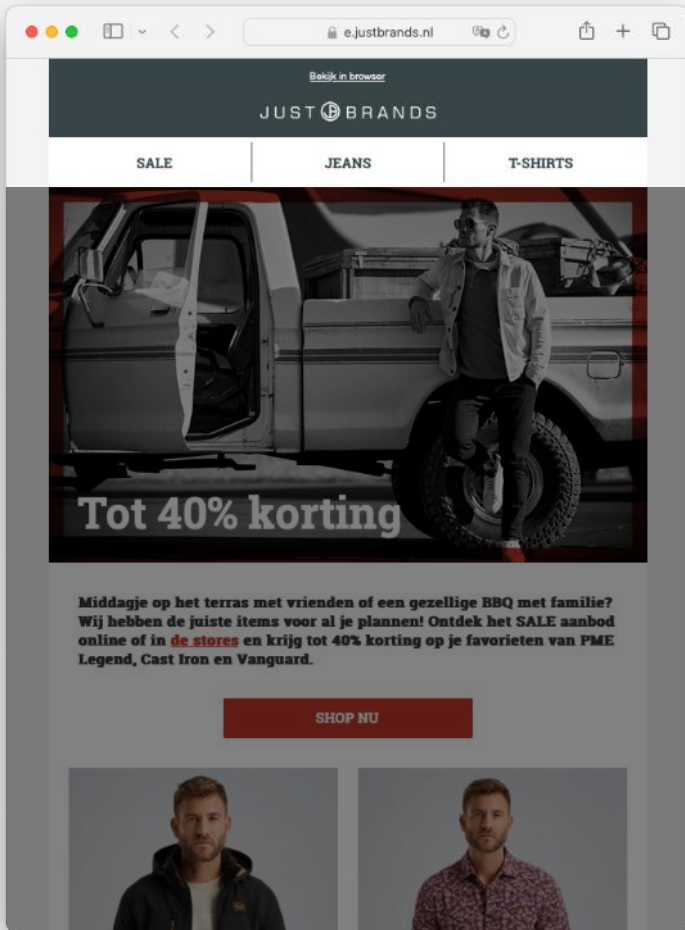 e.justbrands.nl
Bekijk in browser
JUST BRANDS
SALE
JEANS
T-SHIRTS
Tot 40% korting
Middagje op het terras met vrienden of een gezellige BBQ met familie?
Wij hebben de juiste items voor al je plannen! Ontdek het SALE aanbod
online of in de stores en krijg tot 40% korting op je favorieten van PME
Legend, Cast Iron en Vanguard.
SHOP NU